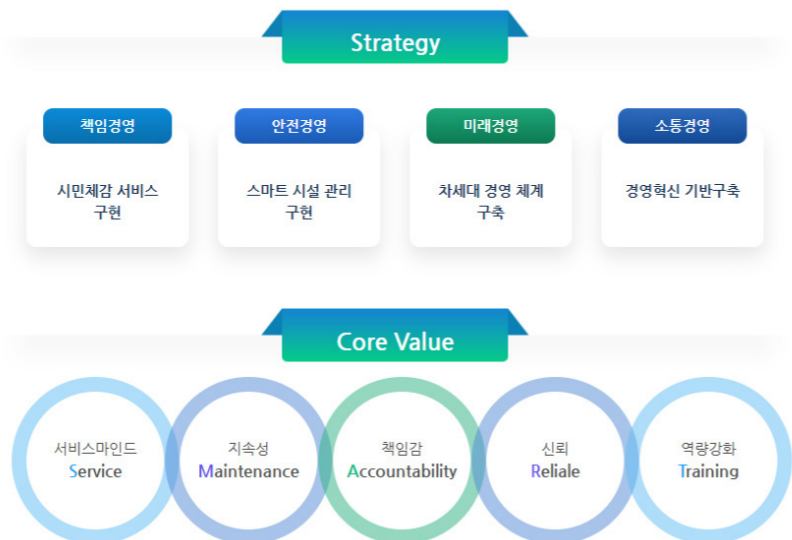 Strategy
책임경영
안전경영
미래경영
소통경영
시민체감 서비스
구현
스마트 시설 관리
구현
차세대 경영 체계
구축
경영혁신 기반구축
Core Value
서비스마인드
Service
지속성
Maintenance
책임감
Accountability
신뢰
Reliale
역량강화
Training